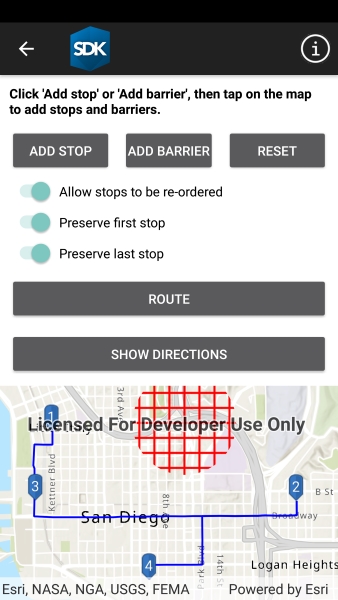 SDK
i
Click 'Add stop' or 'Add barrier', then tap on the map
to add stops and barriers.
ADD STOP
ADD BARRIER
RESET
Allow stops to be re-ordered
Preserve first stop
Preserve last stop
ROUTE
SHOW DIRECTIONS
3rd Ave
1
Licensed For Developer Use Only
Kettner Blvd
3
2
B St
8th Ave
San Diego
Broadway
Park Blvd
14th St
4
Logan Heights
Esri, NASA, NGA, USGS, FEMA
Powered by Esri